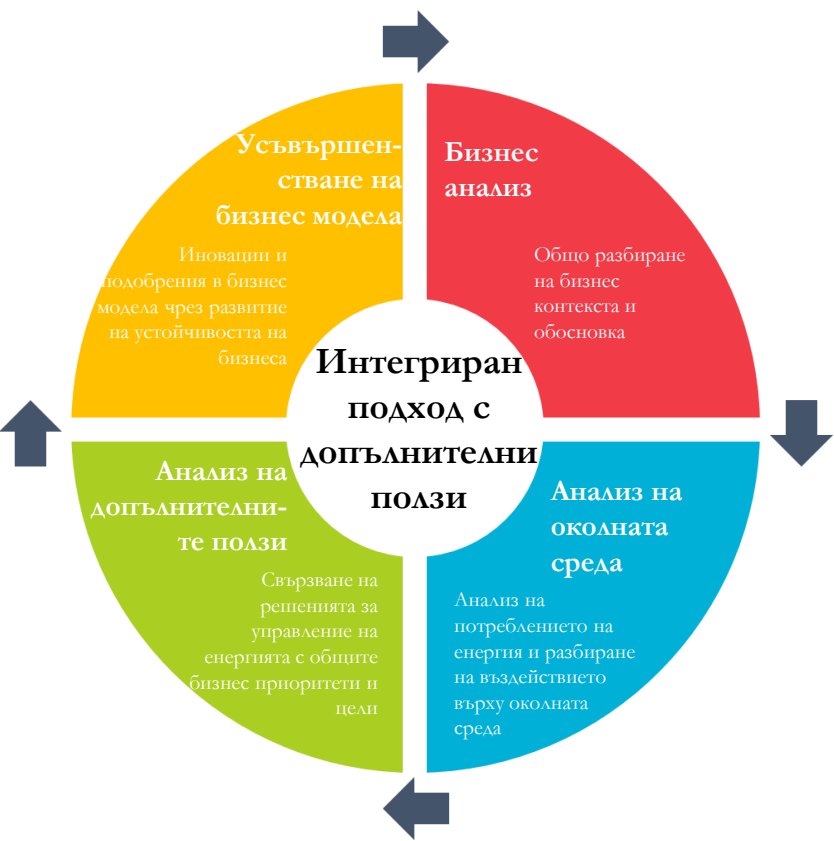 Усъвършен-
стване на
бизнес модела
Иновации и
подобрения в бизнес
модела чрез развитие
на устойчивостта на
бизнеса
Бизнес
анализ
Общо разбиране
на бизнес
контекста и
обосновка
Интегриран
подход с
допълнителни
ползи
Анализ на
допълнителни-
те ползи
Свързване на
решенията за
управление на
енергията с общите
бизнес приоритети и
цели
Анализ на
околната
среда
Анализ на
потреблението на
енергия и разбиране
на въздействието
върху околната
среда